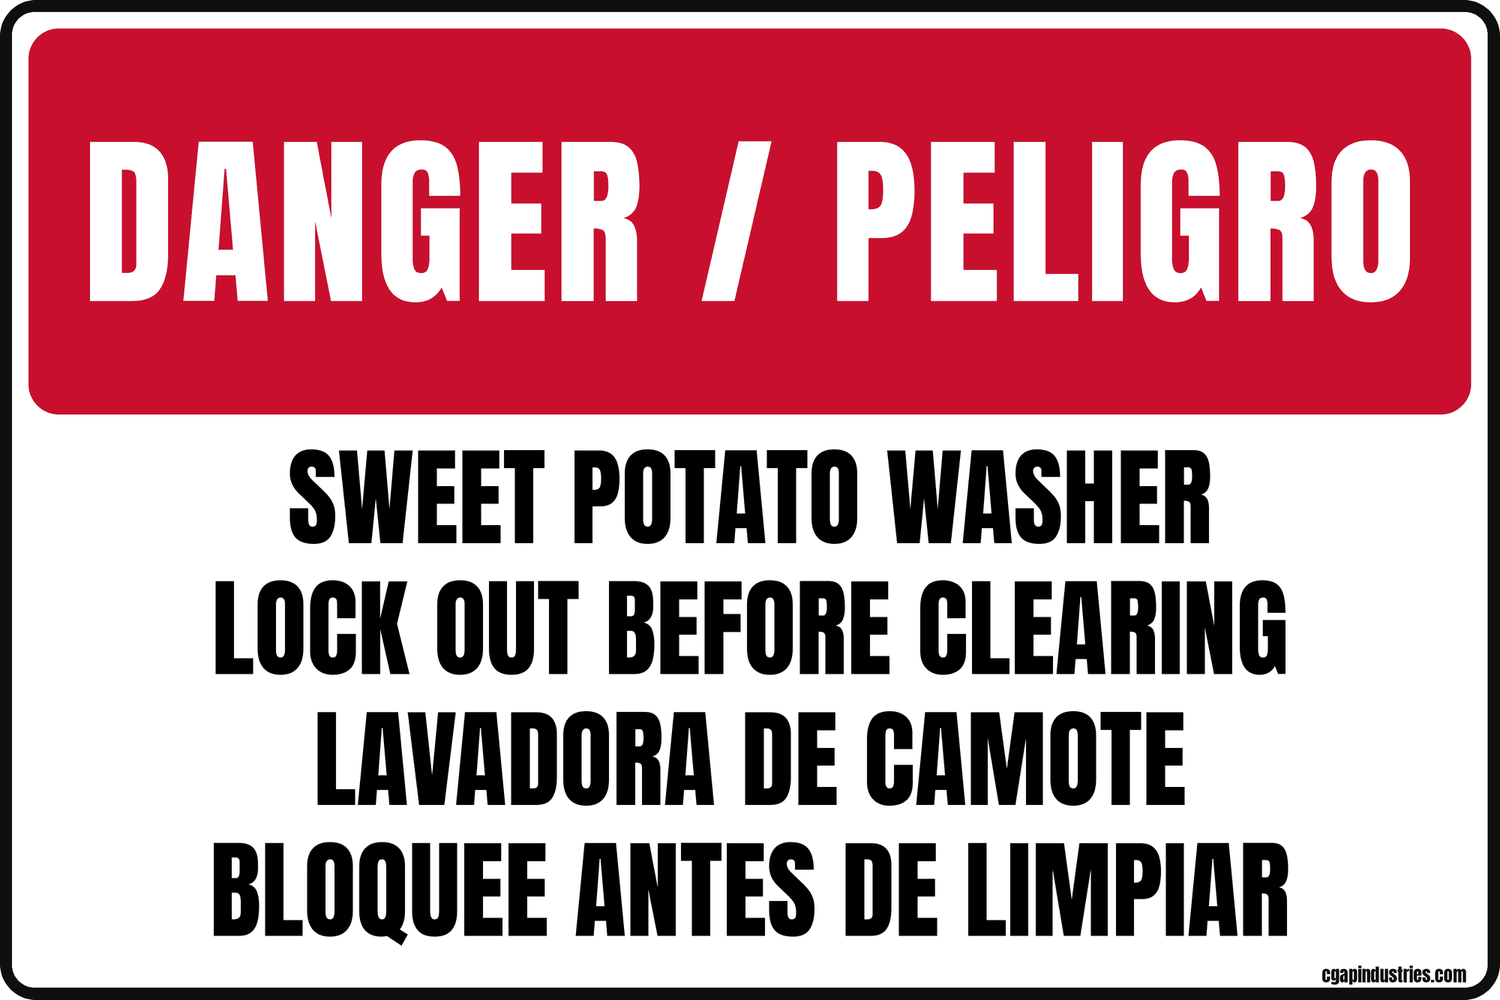 DANGER / PELIGRO
SWEET POTATO WASHER
LOCK OUT BEFORE CLEARING
LAVADORA DE CAMOTE
BLOQUEE ANTES DE LIMPIAR
cgapindustries.com